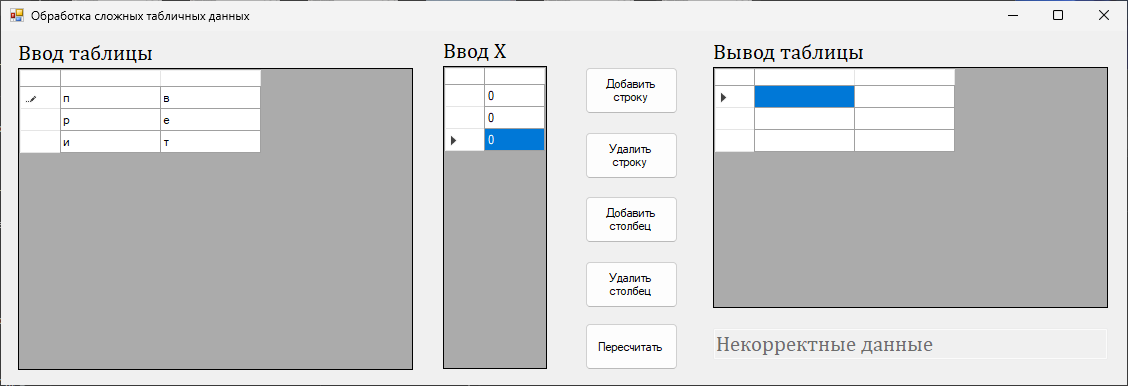 Обработка сложных табличных данных
Ввод таблицы
п в
р е
и т
Ввод X
0
0
0
Добавить
строку
Удалить
строку
Добавить
столбец
Удалить
столбец
Пересчитать
Вывод таблицы
Некорректные данные